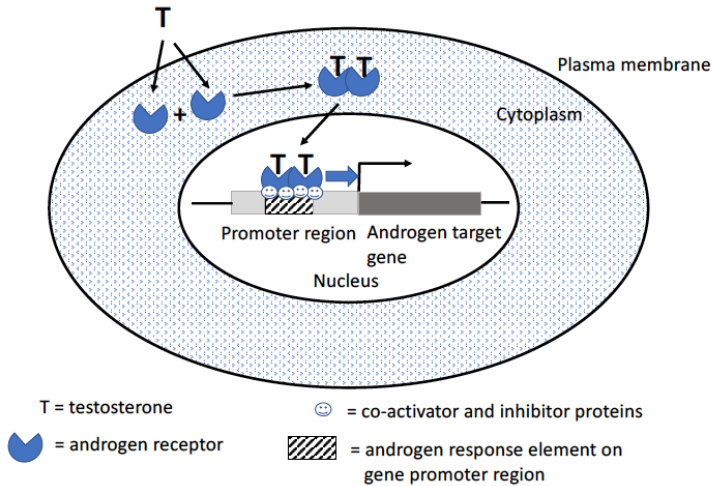 T
Plasma membrane
T T
+
Cytoplasm
T T
Promoter region
Androgen target
gene
Nucleus
T = testosterone
= co-activator and inhibitor proteins
= androgen receptor
= androgen response element on
gene promoter region